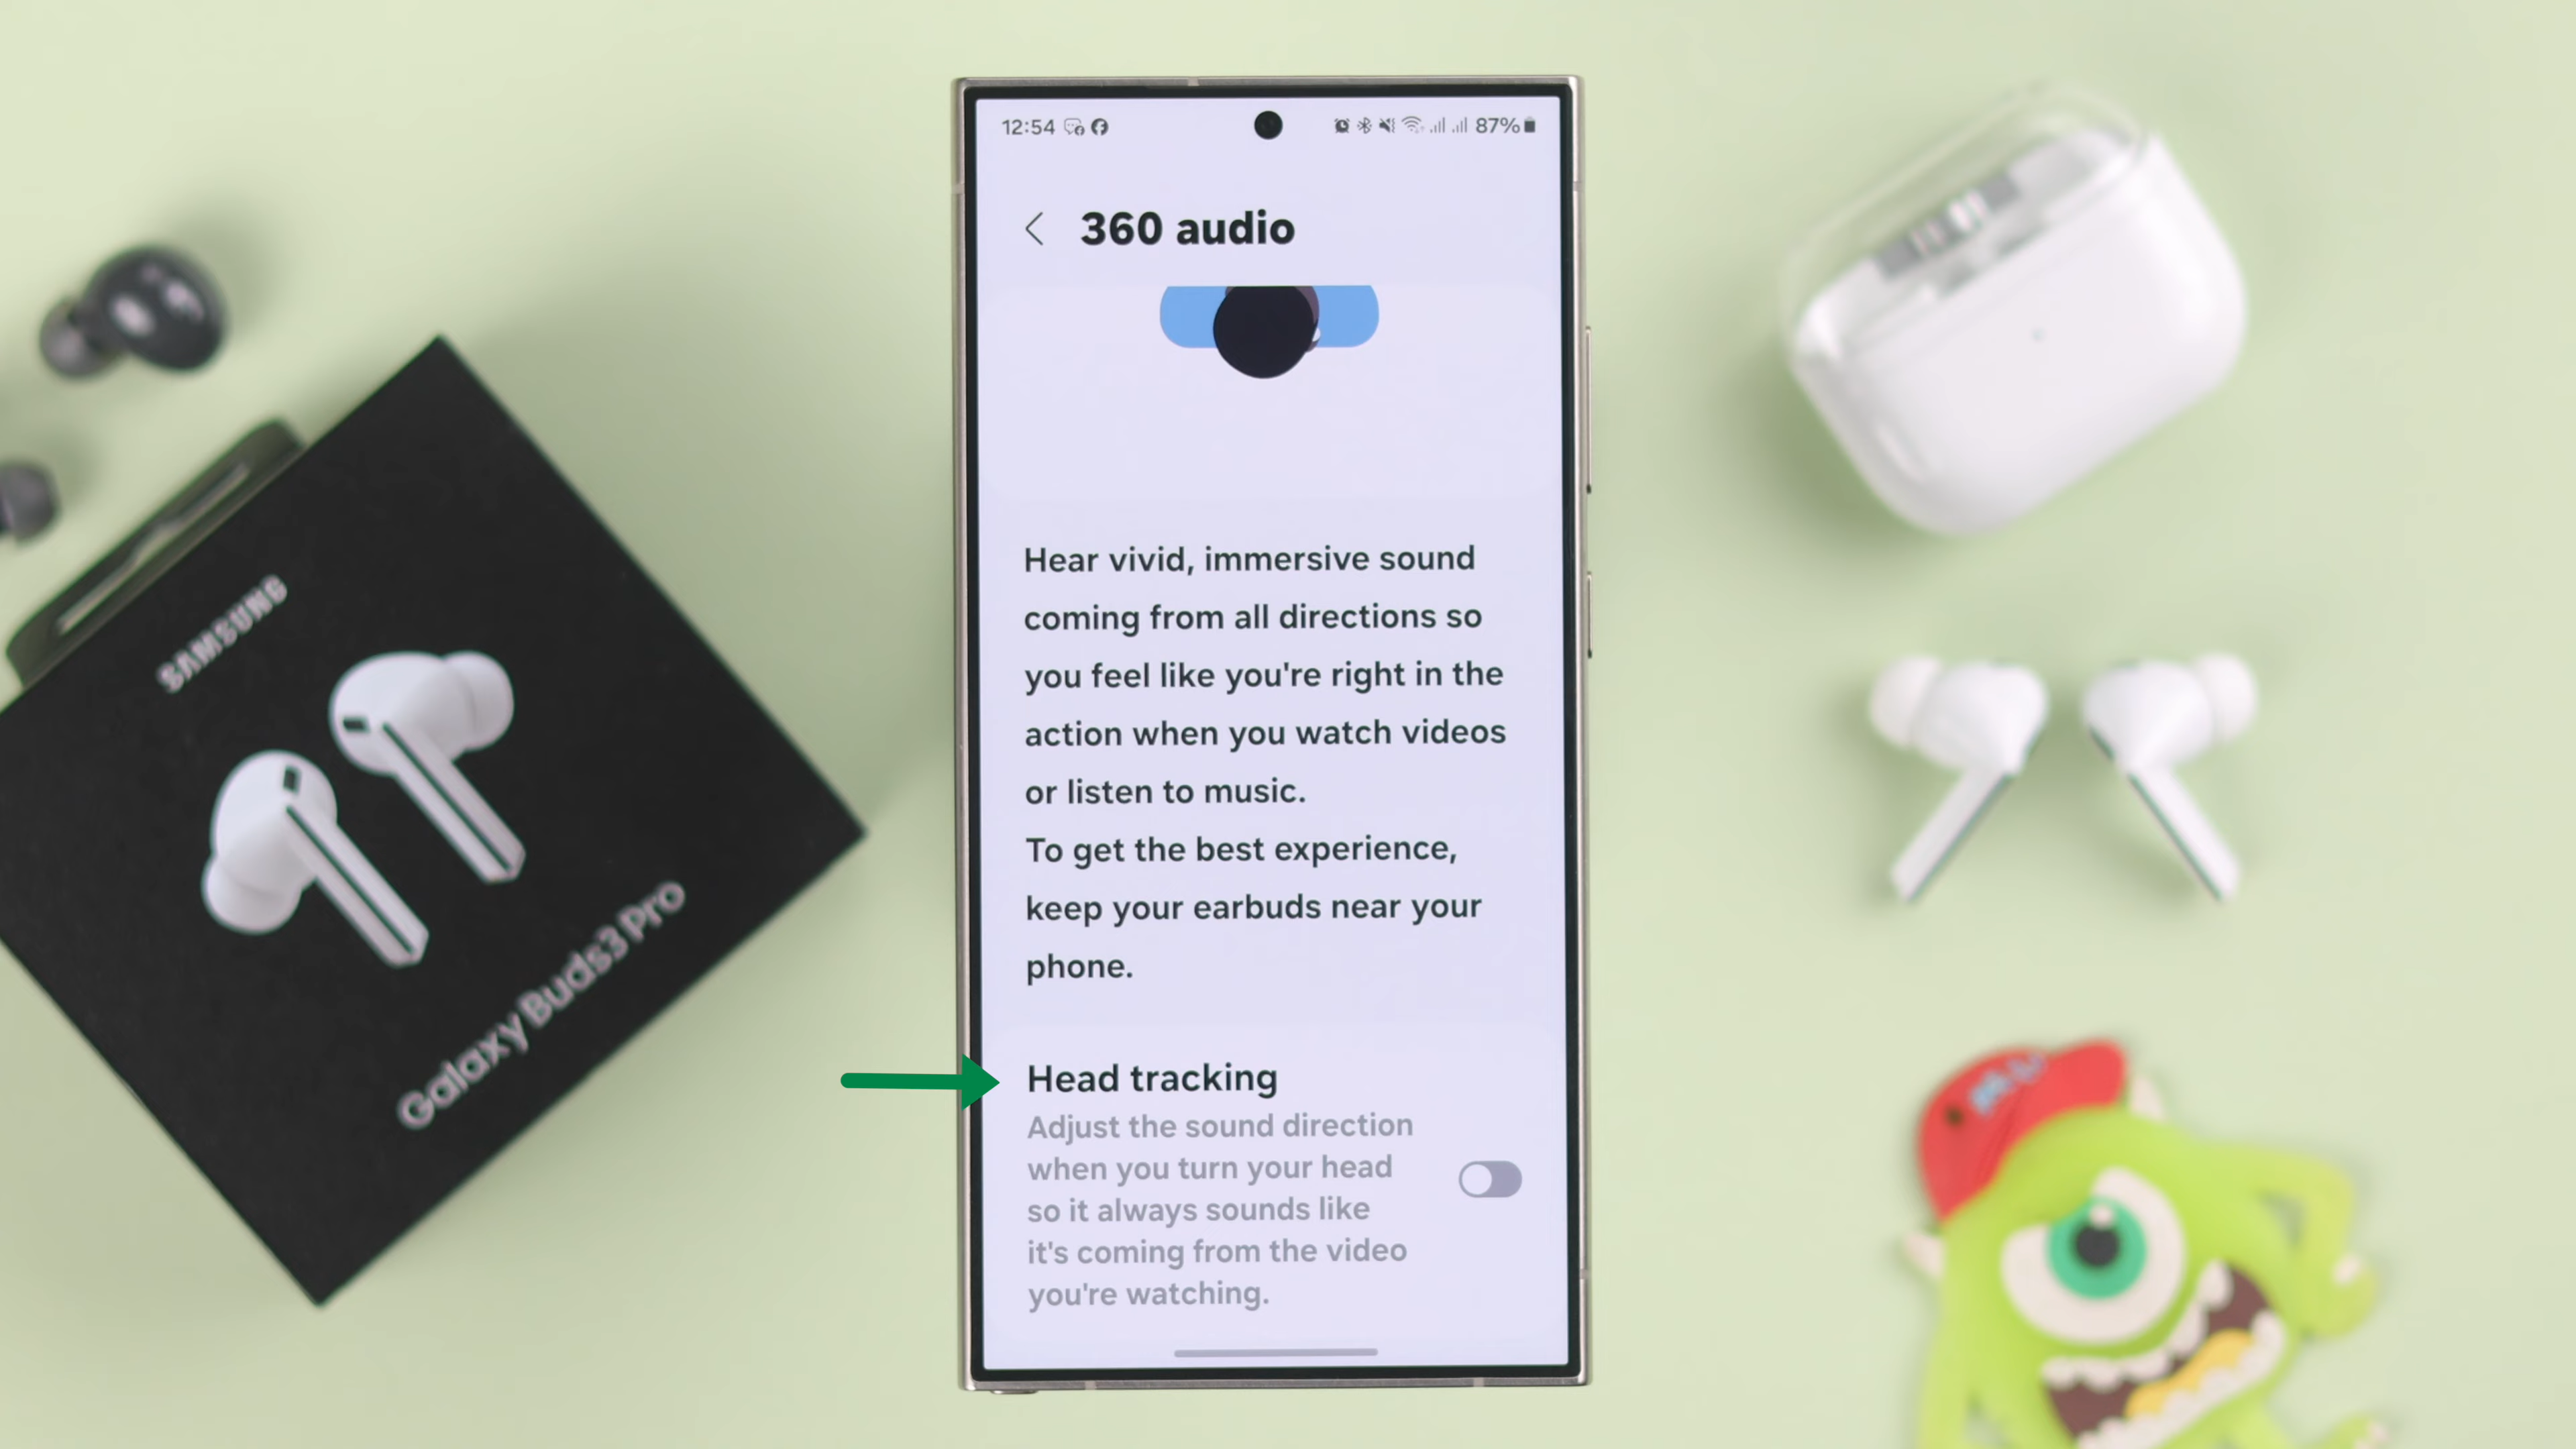 12:54
87%
360 audio
Hear vivid, immersive sound
coming from all directions so
you feel like you're right in the
action when you watch videos
or listen to music.
To get the best experience,
keep your earbuds near your
phone.
Head tracking
Adjust the sound direction
when you turn your head
so it always sounds like
it's coming from the video
you're watching.
SAMSUNG
Galaxy Buds3 Pro